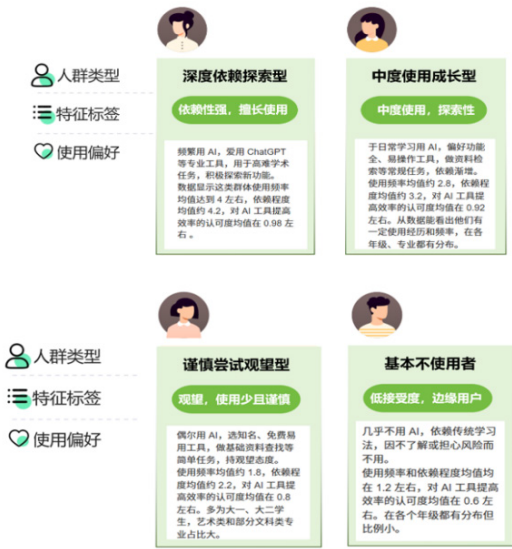 人群类型
特征标签
使用偏好
深度依赖探索型
依赖性强，擅长使用
频繁用 AI，爱用 ChatGPT
等专业工具，用于高难学术
任务，积极探索新功能。
数据显示这类群体使用频率
均值达到 4 左右，依赖程度
均值约 4.2，对 AI 工具提高
效率的认可度均值在 0.98 左
右 。
中度使用成长型
中度使用，探索性
于日常学习用 AI，偏好功能
全、易操作工具，做资料检
索等常规任务，依赖渐增。
使用频率均值约 2.8，依赖程
度均值约 3.2，对 AI 工具提
高效率的认可度均值在 0.92
左右。从数据能看出他们有
一定使用经历和频率，在各
年级、专业都有分布。
人群类型
特征标签
使用偏好
谨慎尝试观望型
观望，使用少且谨慎
偶尔用 AI，选知名、免费易
用工具，做基础资料查找等
简单任务，持观望态度。
使用频率均值约 1.8，依赖程
度均值约 2.2，对 AI 工具提
高效率的认可度均值在 0.8
左右。多为大一、大二学
生，艺术类和部分文科类专
业占比大。
基本不使用者
低接受度，边缘用户
几乎不用 AI，依赖传统学习
法，因不了解或担心风险而
不用。
使用频率和依赖程度均值均
在 1.2 左右，对 AI 工具提高
效率的认可度均值在 0.6 左
右。在各个年级都有分布但
比例小。